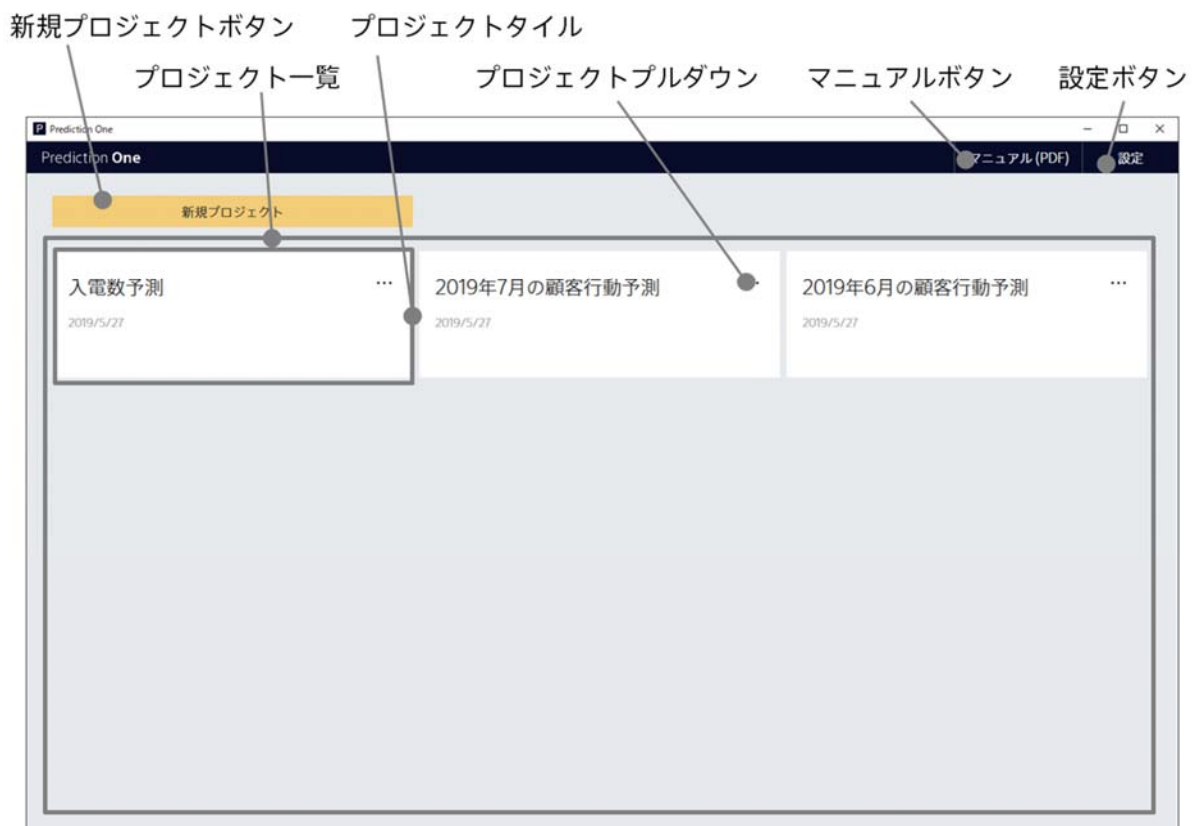 新規プロジェクトボタン プロジェクトタイル
プロジェクト一覧 プロジェクトプルダウン マニュアルボタン 設定ボタン
P Prediction One
Prediction One マニュアル (PDF) 設定
新規プロジェクト
入電数予測 ... 2019年7月の顧客行動予測 2019年6月の顧客行動予測 ...
2019/5/27 2019/5/27 2019/5/27